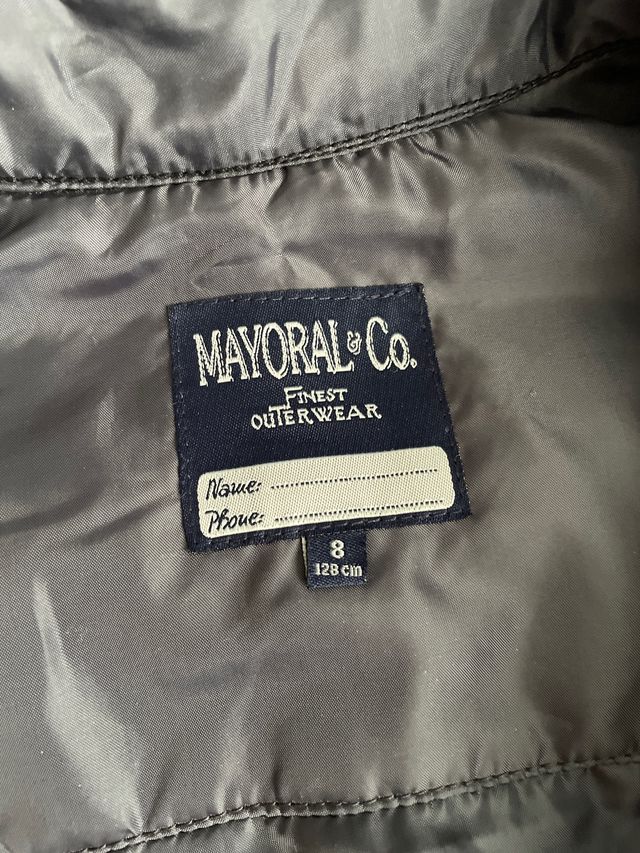 MAYORAL & Co.
FINEST
OUTERWEAR
Name: ........................
Phone: ........................
8
128 cm